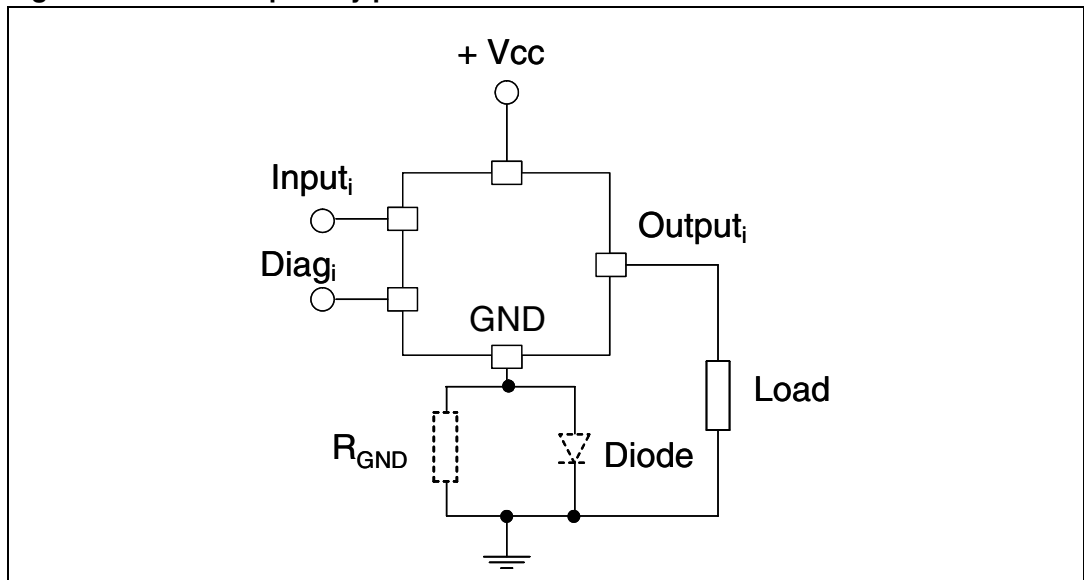 + Vcc
Inputᵢ
Outputᵢ
Diagᵢ
GND
Load
R_GND
Diode